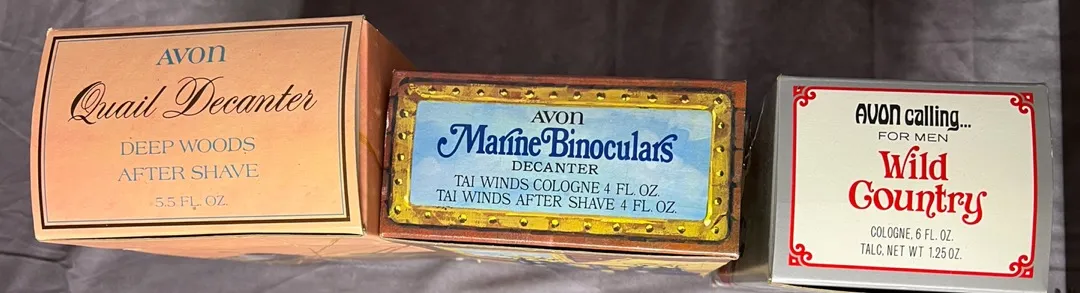 AVON
Quail Decanter
DEEP WOODS
AFTER SHAVE
5.5 FL. OZ.
AVON
Marine Binoculars
DECANTER
TAI WINDS COLOGNE 4 FL. OZ.
TAI WINDS AFTER SHAVE 4 FL. OZ.
AVON calling...
FOR MEN
Wild
Country
COLOGNE, 6 FL. OZ.
TALC, NET WT 1.25 OZ.